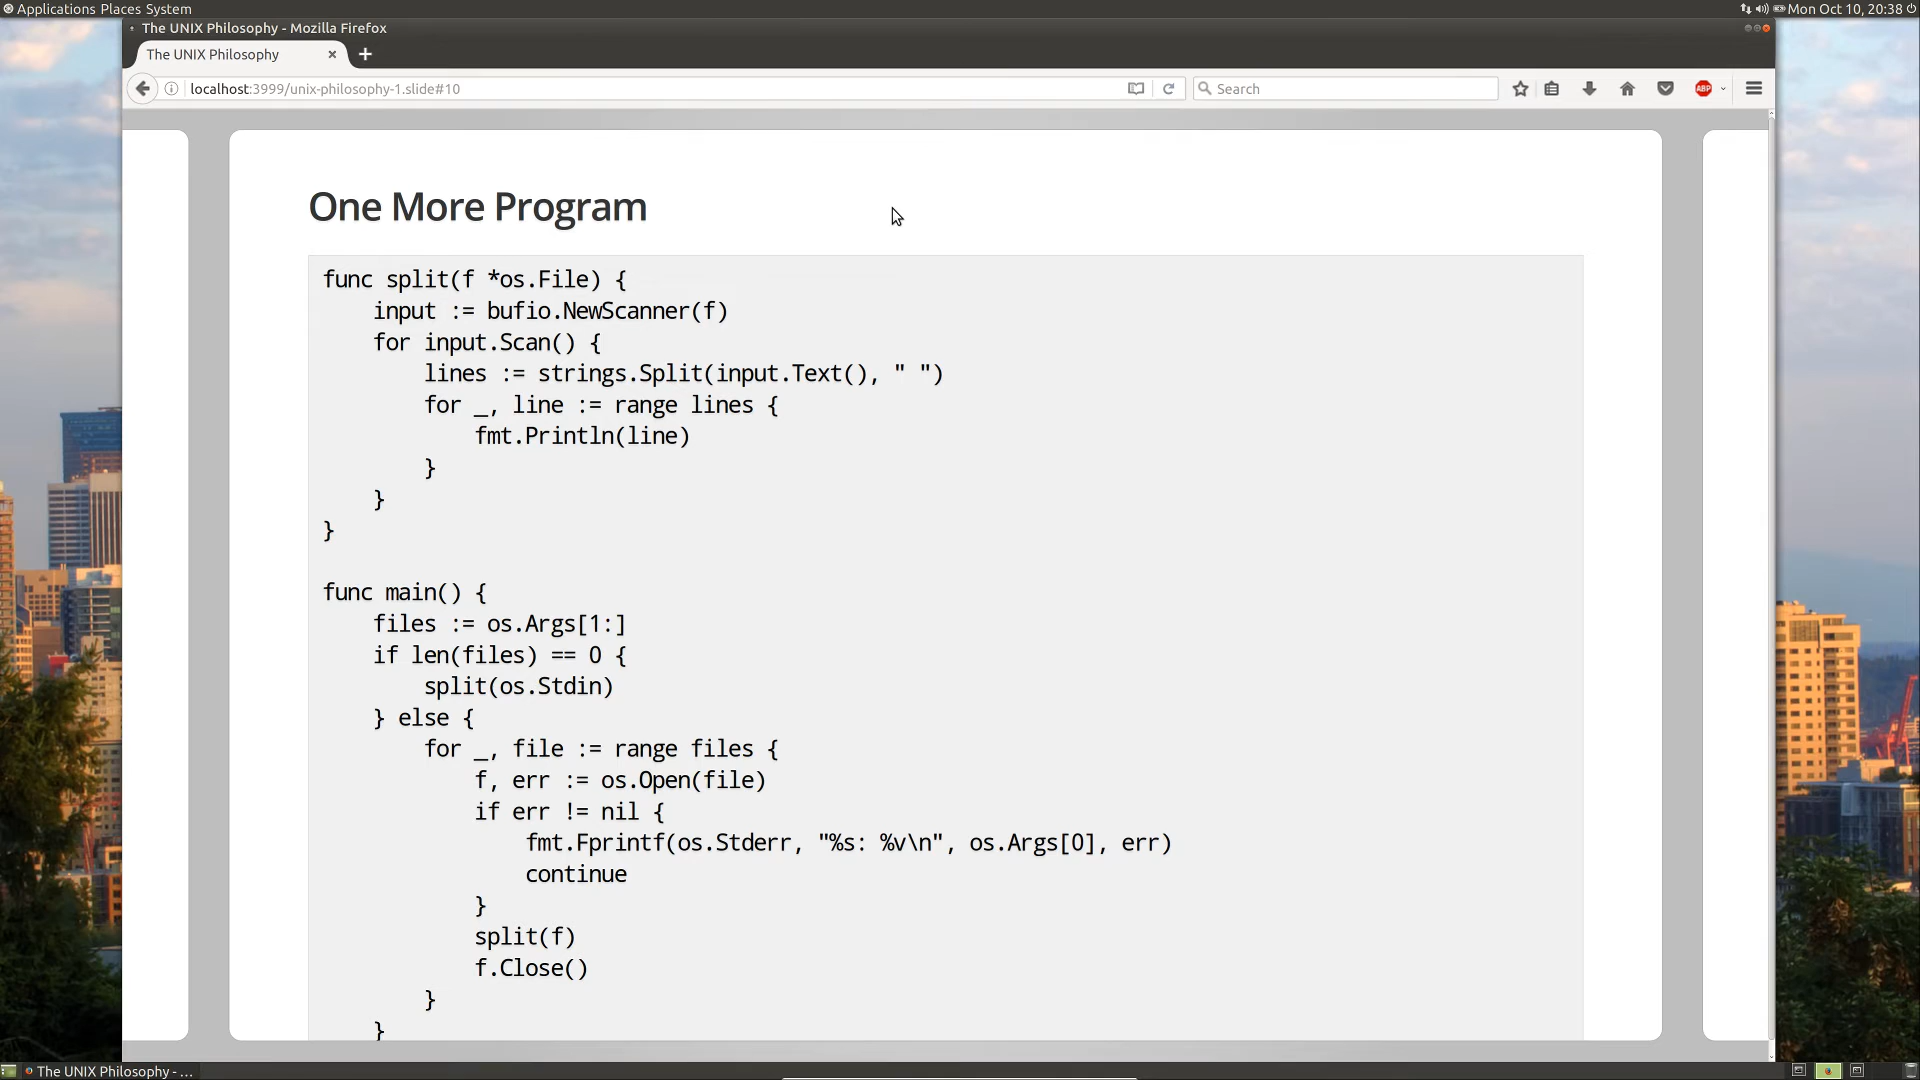 Applications Places System
Mon Oct 10, 20:38
The UNIX Philosophy - Mozilla Firefox
The UNIX Philosophy
localhost:3999/unix-philosophy-1.slide#10
Search
ABP
One More Program
func split(f *os.File) {
    input := bufio.NewScanner(f)
    for input.Scan() {
        lines := strings.Split(input.Text(), " ")
        for _, line := range lines {
            fmt.Println(line)
        }
    }
}
func main() {
    files := os.Args[1:]
    if len(files) == 0 {
        split(os.Stdin)
    } else {
        for _, file := range files {
            f, err := os.Open(file)
            if err != nil {
                fmt.Fprintf(os.Stderr, "%s: %v\n", os.Args[0], err)
                continue
            }
            split(f)
            f.Close()
        }
    }
The UNIX Philosophy - ...